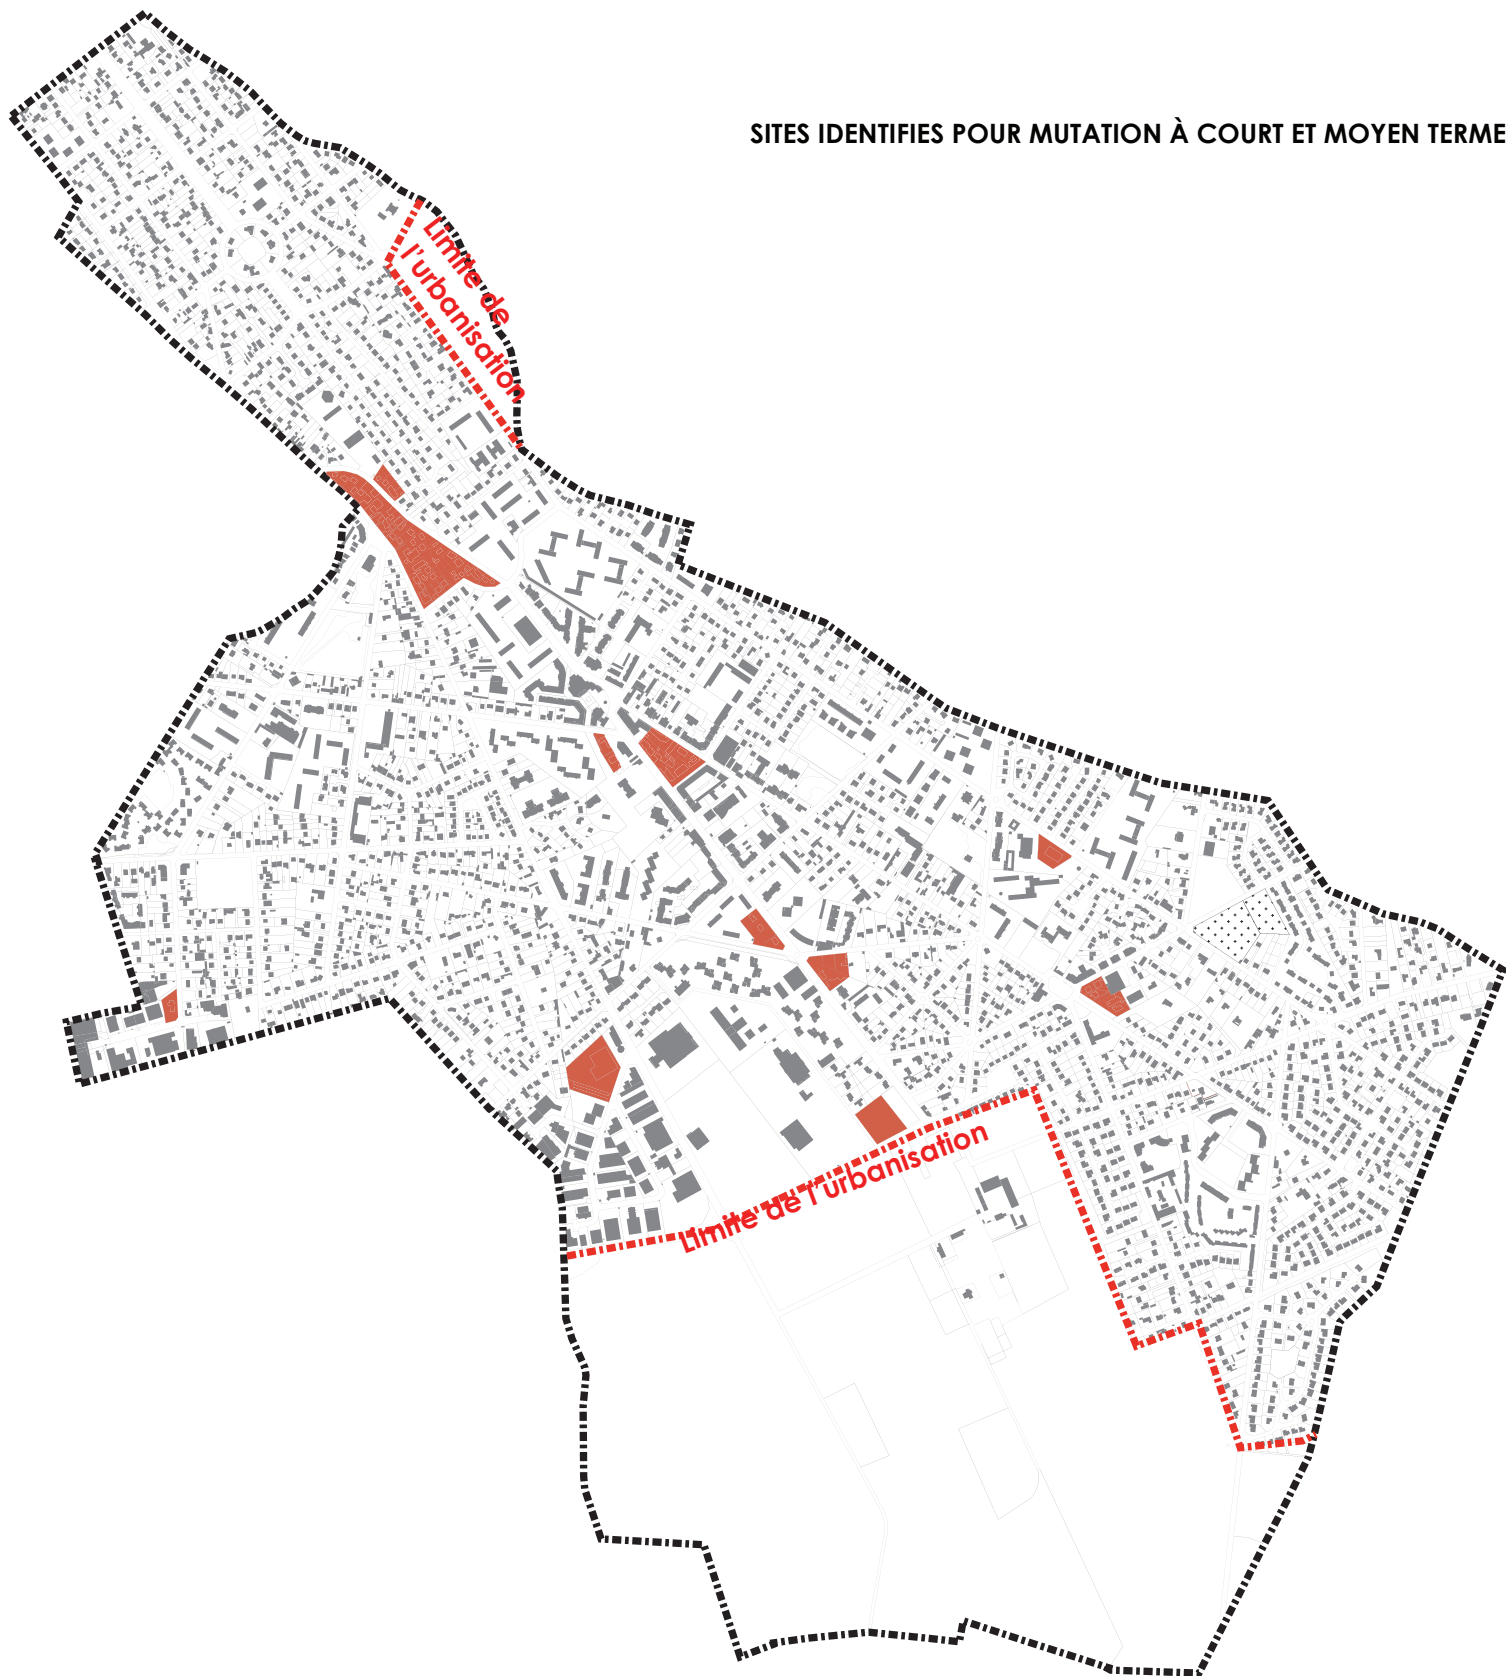 SITES IDENTIFIES POUR MUTATION À COURT ET MOYEN TERME
Limite de
l'urbanisation
Limite de l'urbanisation